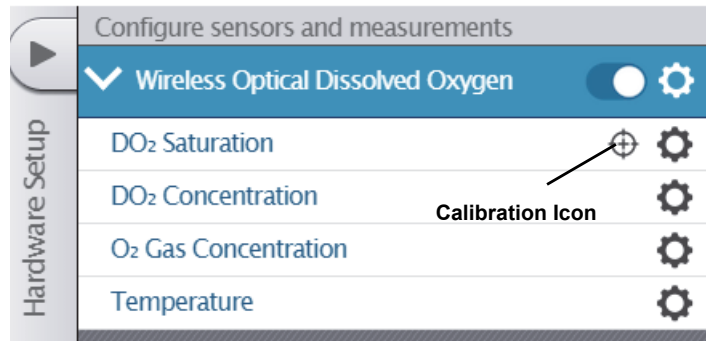 Configure sensors and measurements
Wireless Optical Dissolved Oxygen
Hardware Setup
DO₂ Saturation
DO₂ Concentration
Calibration Icon
O₂ Gas Concentration
Temperature